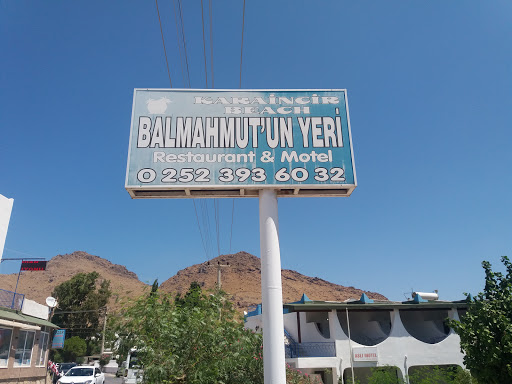 KARAİNCİR
BEACH
BALMAHMUT'UN YERİ
Restaurant & Motel
0 252 393 60 32